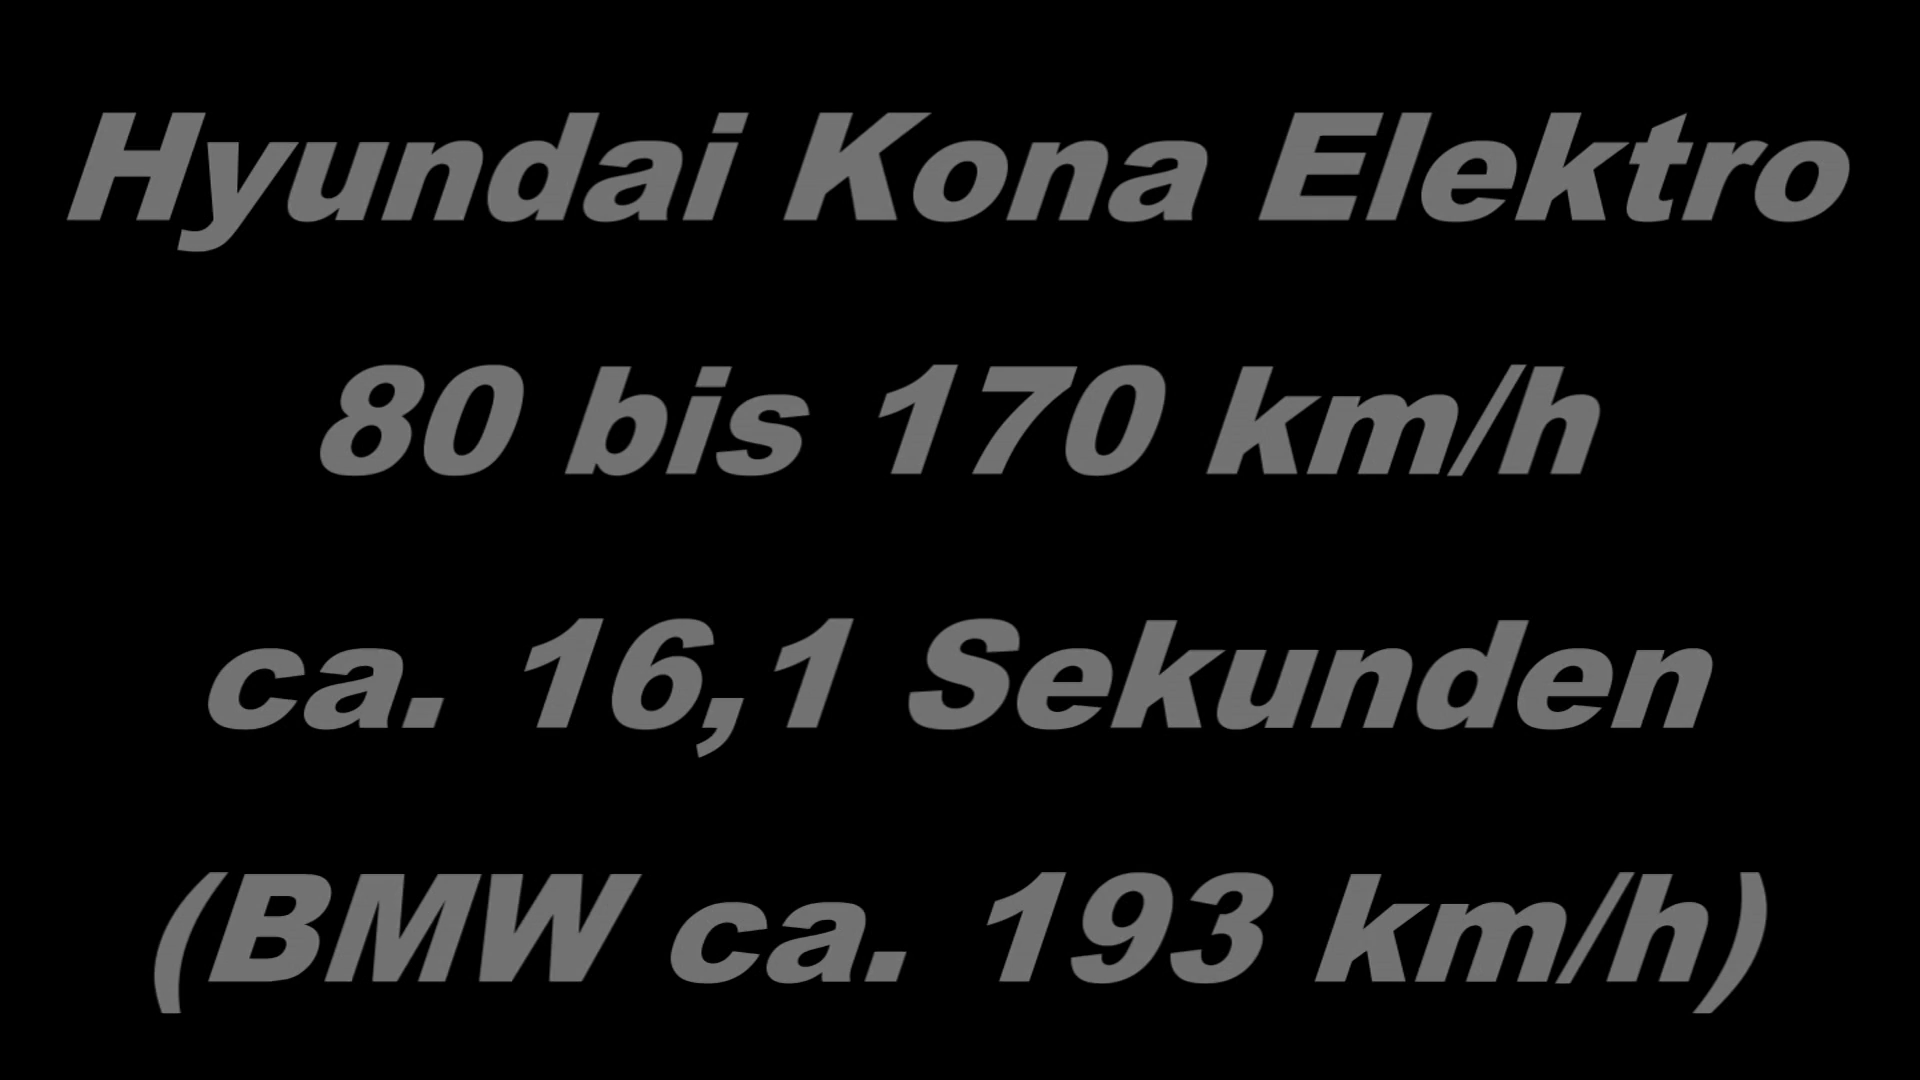 Hyundai Kona Elektro
80 bis 170 km/h
ca. 16,1 Sekunden
(BMW ca. 193 km/h)